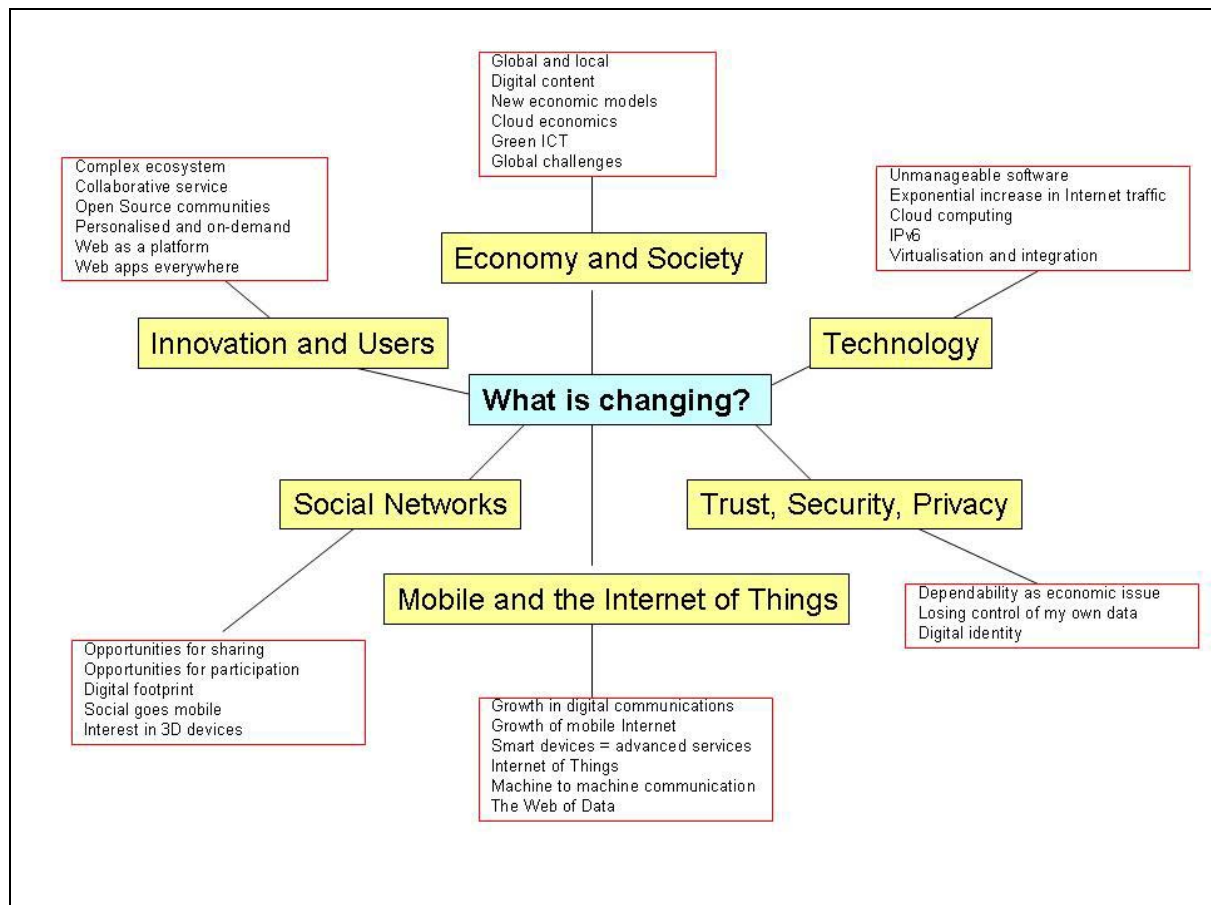 Global and local
Digital content
New economic models
Cloud economics
Green ICT
Global challenges
Complex ecosystem
Collaborative service
Open Source communities
Personalised and on-demand
Web as a platform
Web apps everywhere
Unmanageable software
Exponential increase in Internet traffic
Cloud computing
IPv6
Virtualisation and integration
Economy and Society
Innovation and Users
Technology
What is changing?
Social Networks
Trust, Security, Privacy
Mobile and the Internet of Things
Dependability as economic issue
Losing control of my own data
Digital identity
Opportunities for sharing
Opportunities for participation
Digital footprint
Social goes mobile
Interest in 3D devices
Growth in digital communications
Growth of mobile Internet
Smart devices = advanced services
Internet of Things
Machine to machine communication
The Web of Data